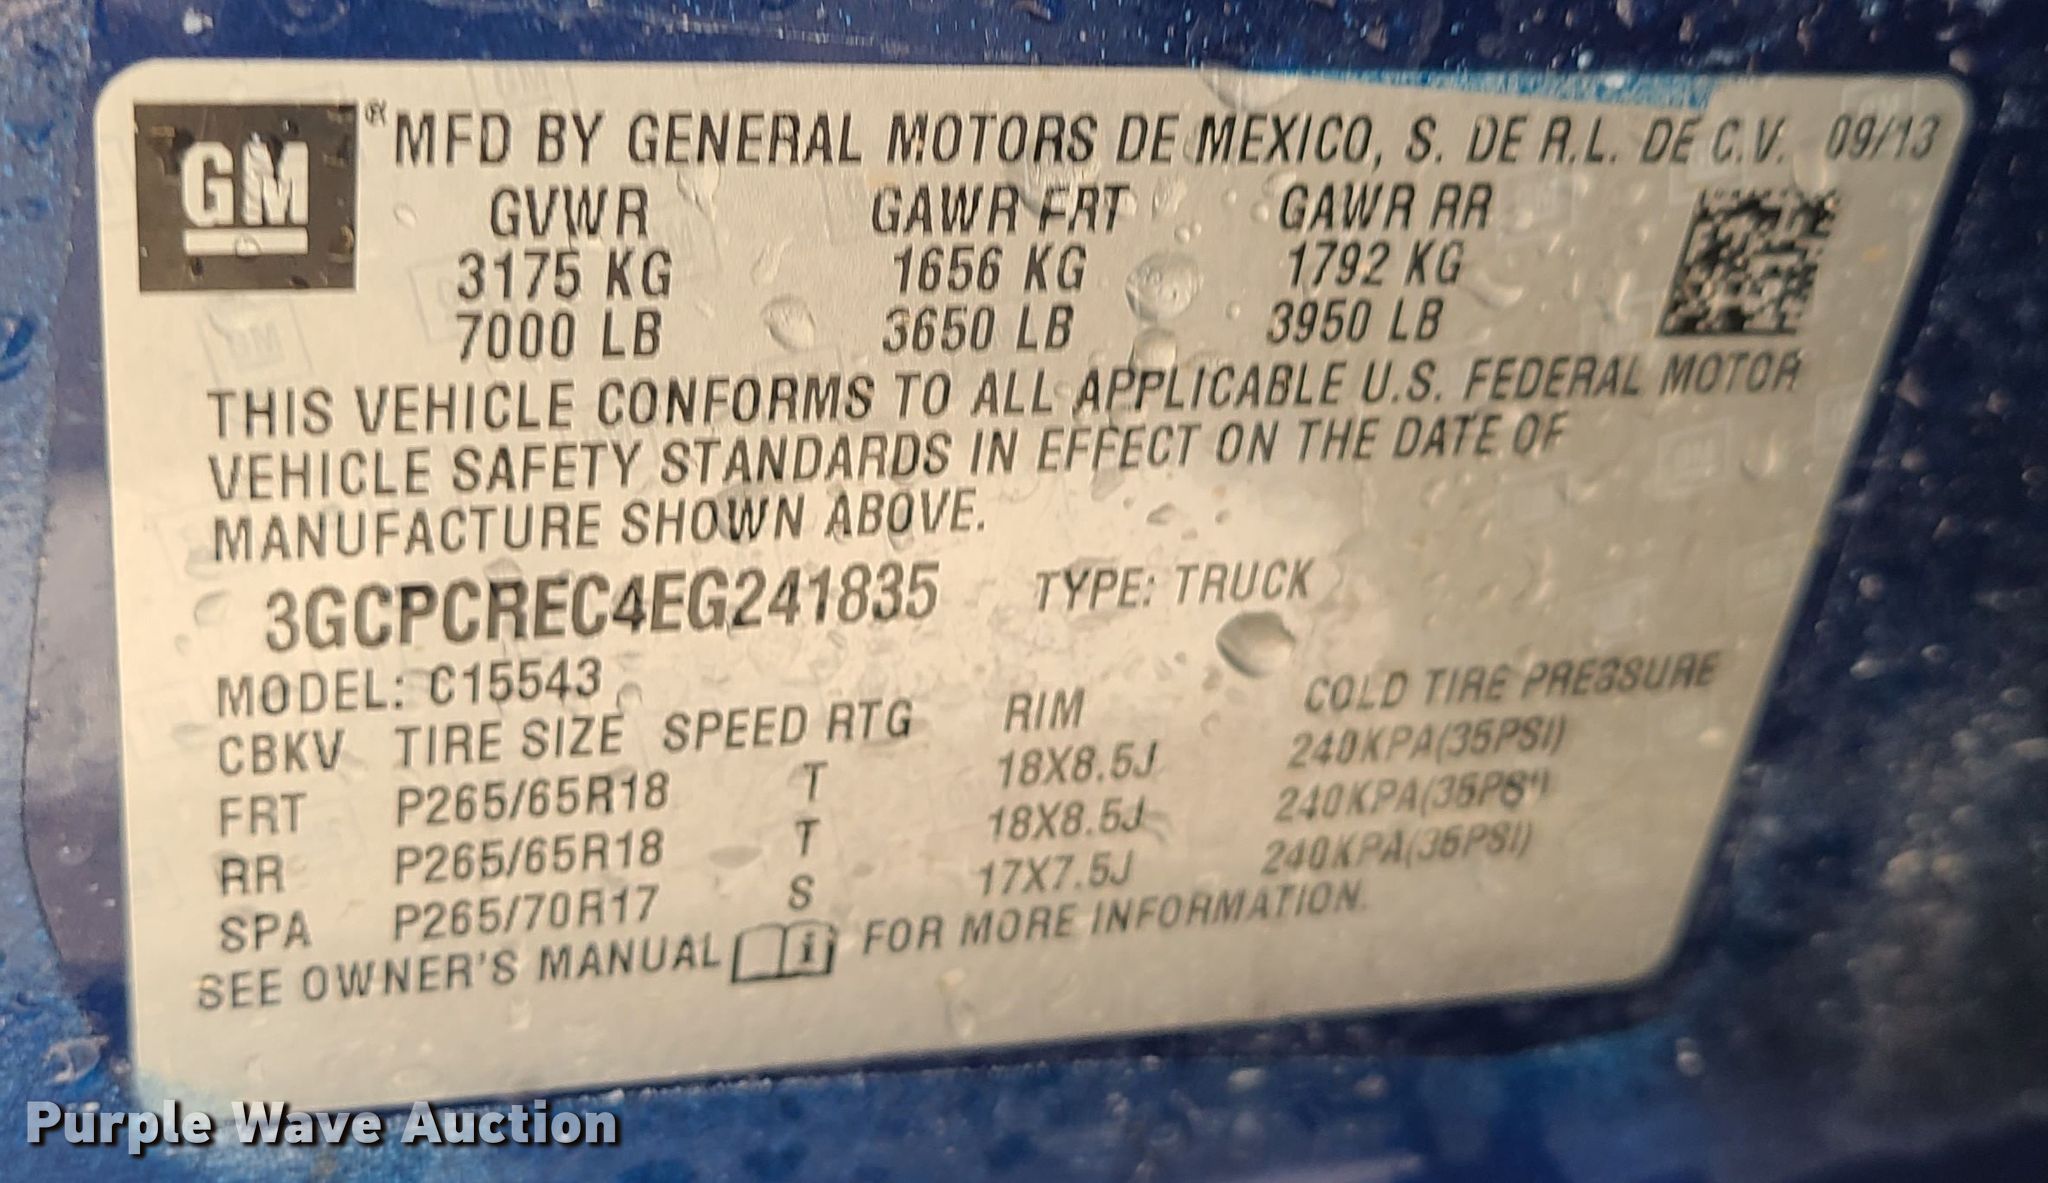 GM ® MFD BY GENERAL MOTORS DE MEXICO, S. DE R.L. DE C.V. 09/13
GVWR GAWR FRT GAWR RR
3175 KG 1656 KG 1792 KG
7000 LB 3650 LB 3950 LB
THIS VEHICLE CONFORMS TO ALL APPLICABLE U.S. FEDERAL MOTOR
VEHICLE SAFETY STANDARDS IN EFFECT ON THE DATE OF
MANUFACTURE SHOWN ABOVE.
3GCPCREC4EG241835 TYPE: TRUCK
MODEL: C15543
CBKV TIRE SIZE SPEED RTG RIM COLD TIRE PRESSURE
FRT P265/65R18 T 18X8.5J 240KPA(35PSI)
RR P265/65R18 T 18X8.5J 240KPA(35PSI)
SPA P265/70R17 S 17X7.5J 240KPA(35PSI)
SEE OWNER'S MANUAL i FOR MORE INFORMATION.
Purple Wave Auction